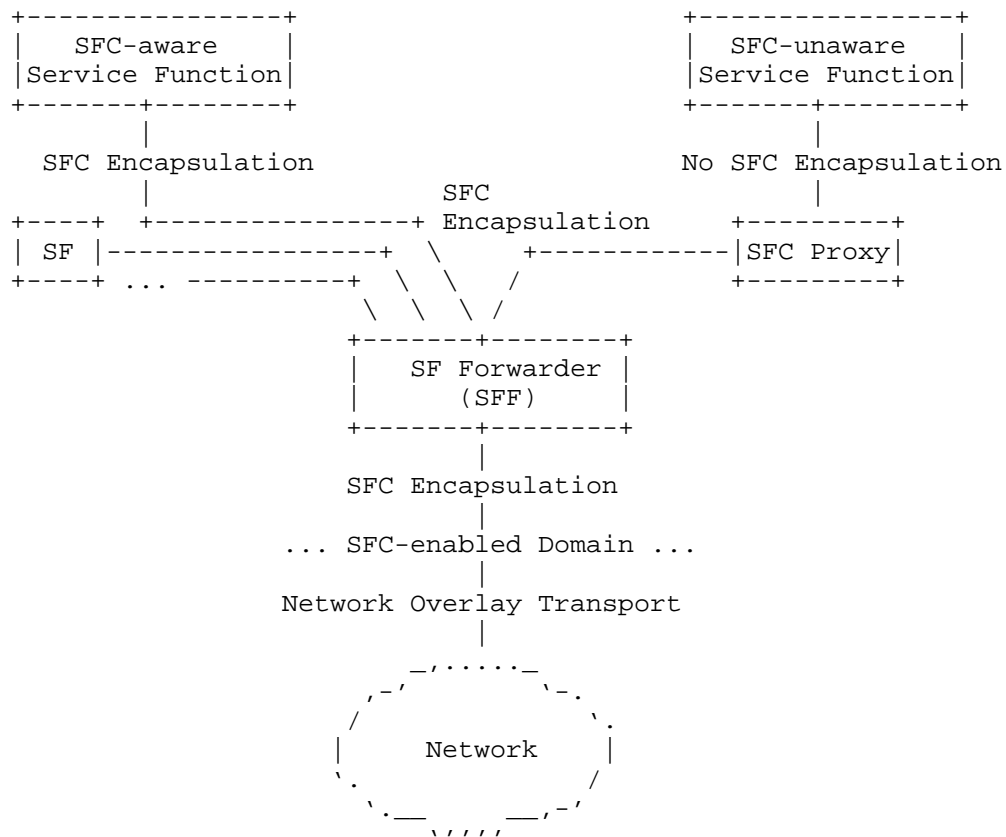 SFC-aware
Service Function
SFC-unaware
Service Function
SFC Encapsulation
No SFC Encapsulation
SFC
Encapsulation
SF
SFC Proxy
...
SF Forwarder
(SFF)
SFC Encapsulation
... SFC-enabled Domain ...
Network Overlay Transport
Network